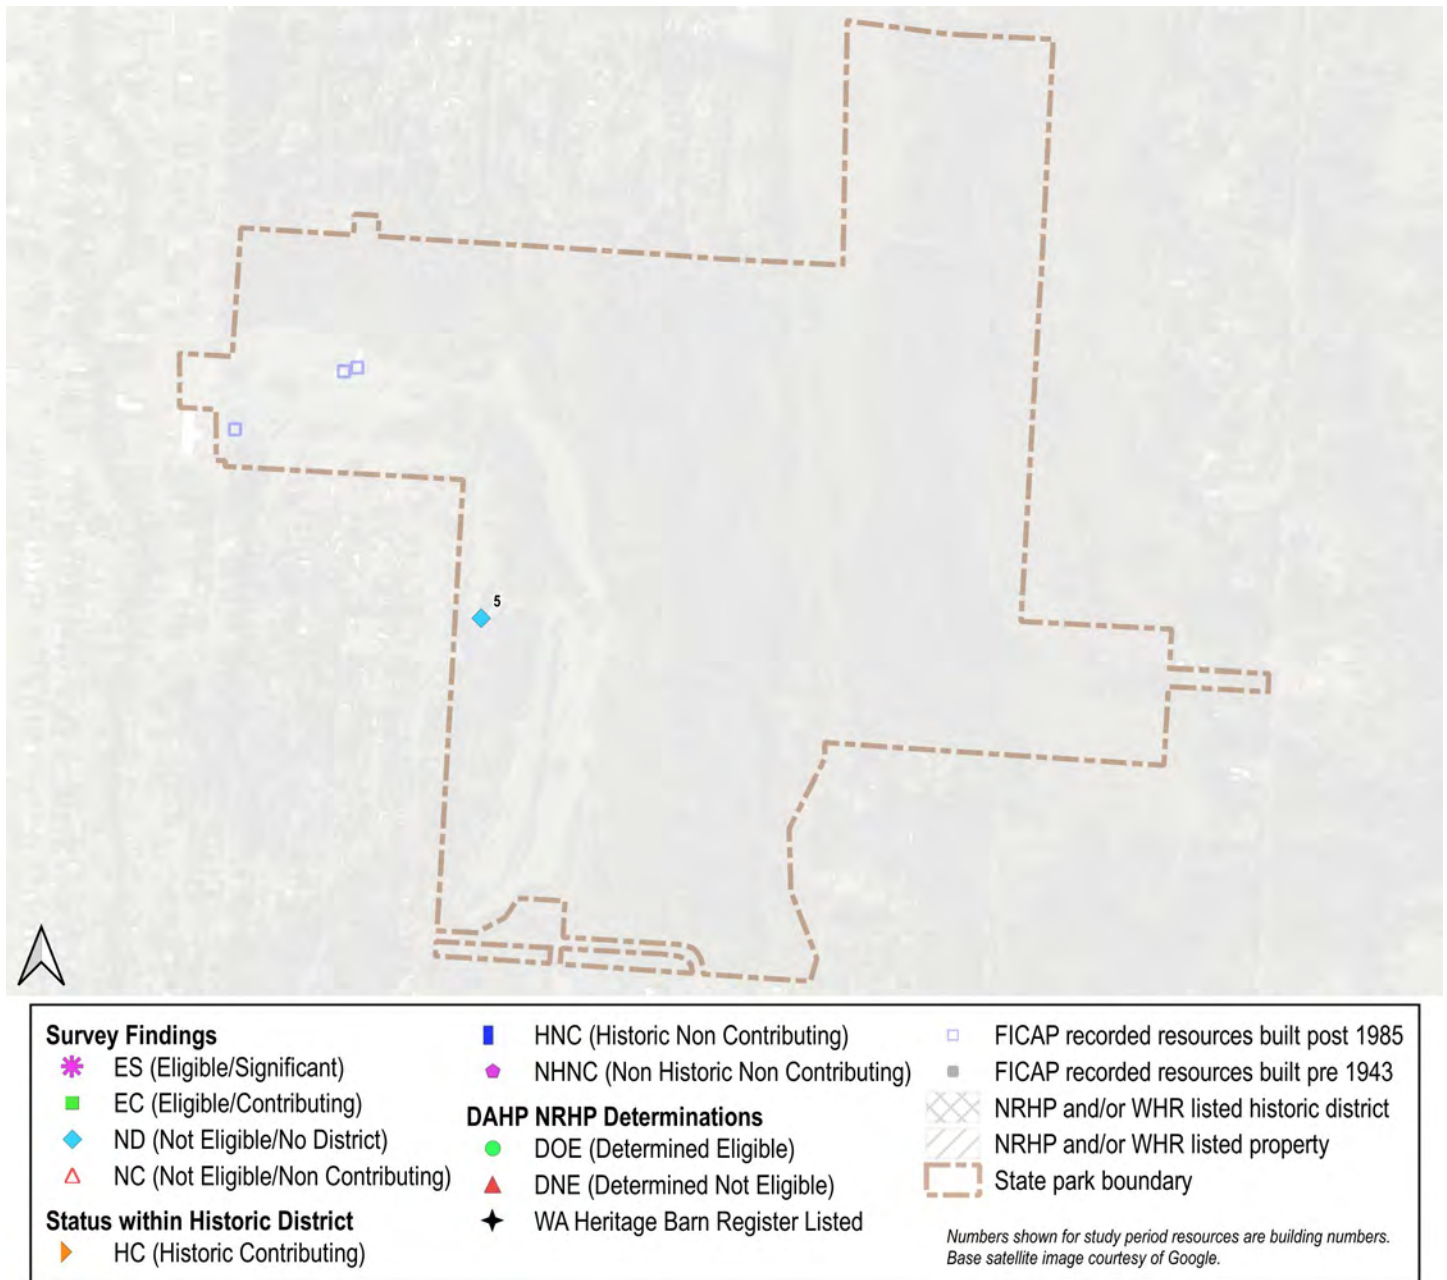 5
Survey Findings
ES (Eligible/Significant)
EC (Eligible/Contributing)
ND (Not Eligible/No District)
NC (Not Eligible/Non Contributing)
Status within Historic District
HC (Historic Contributing)
HNC (Historic Non Contributing)
NHNC (Non Historic Non Contributing)
DAHP NRHP Determinations
DOE (Determined Eligible)
DNE (Determined Not Eligible)
WA Heritage Barn Register Listed
FICAP recorded resources built post 1985
FICAP recorded resources built pre 1943
NRHP and/or WHR listed historic district
NRHP and/or WHR listed property
State park boundary
Numbers shown for study period resources are building numbers.
Base satellite image courtesy of Google.